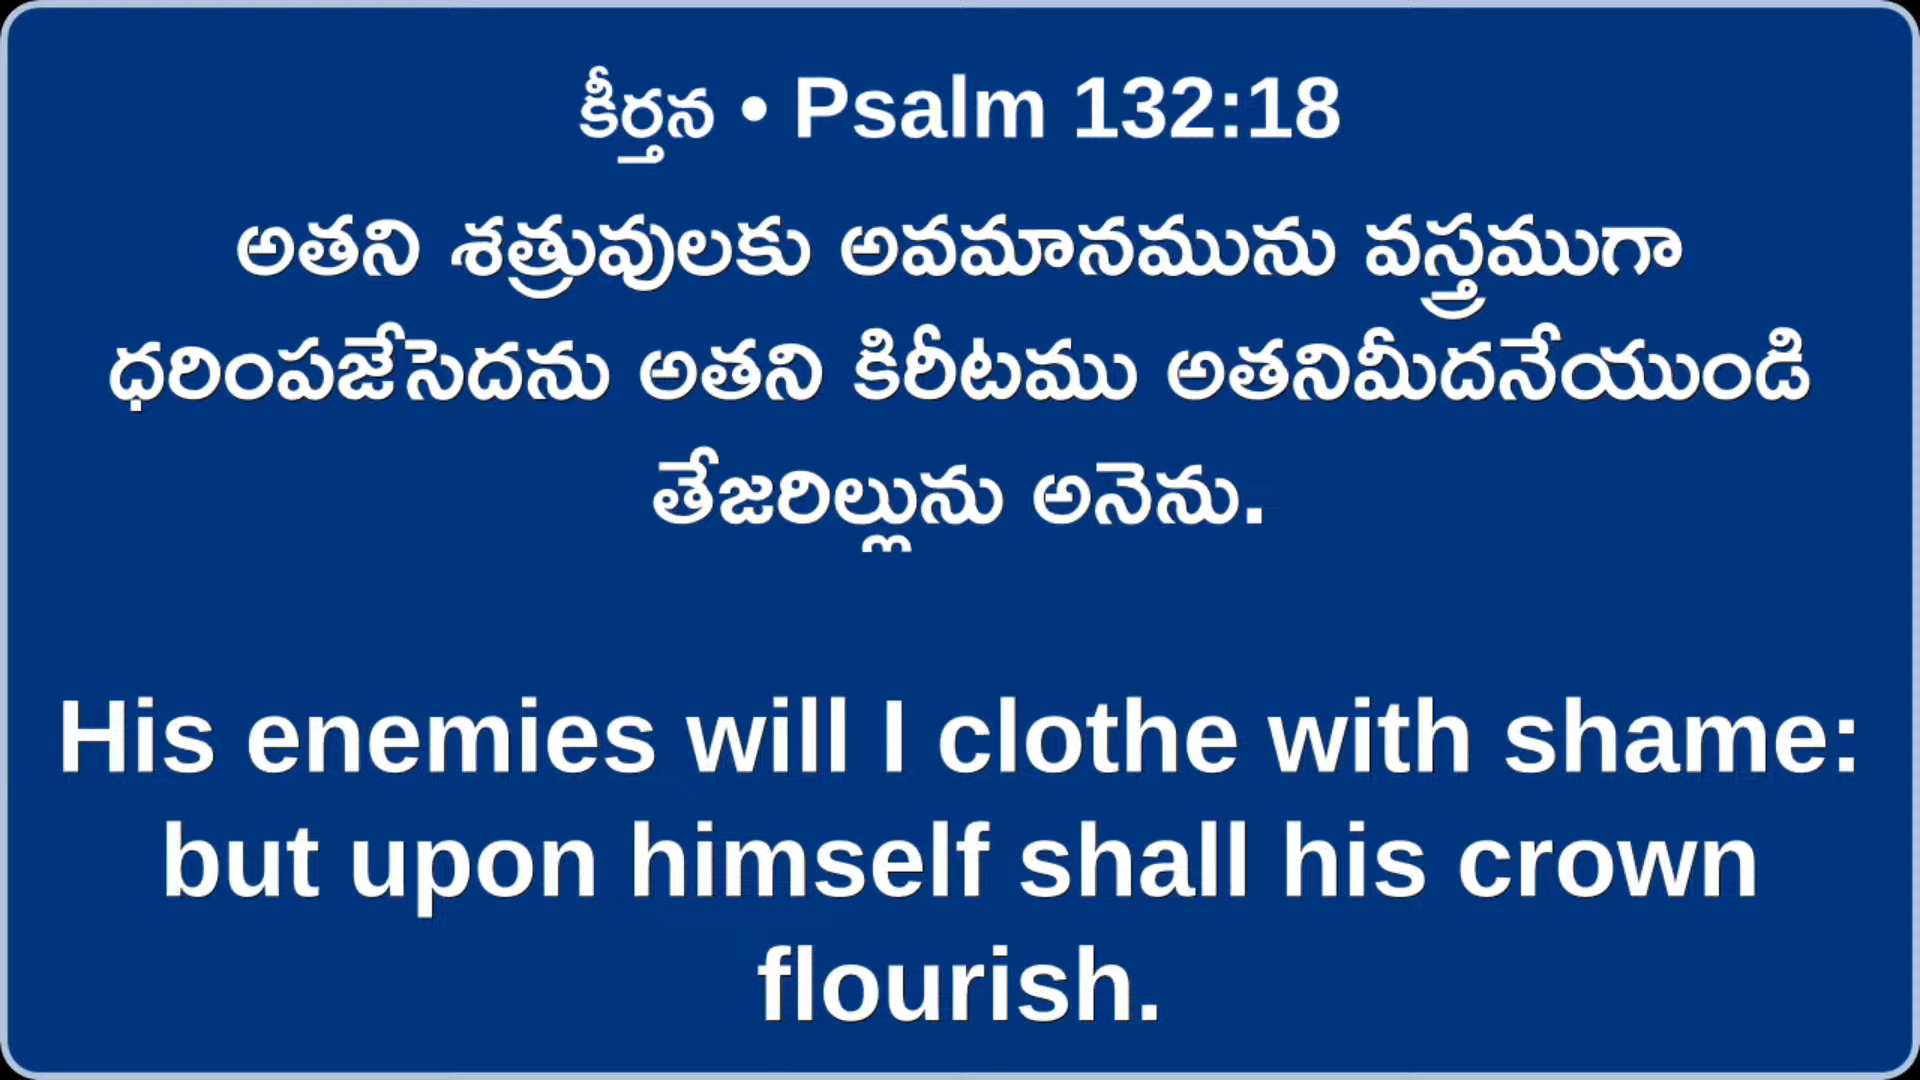 కీర్తన • Psalm 132:18
అతని శత్రువులకు అవమానమును వస్త్రముగా
ధరింపజేసెదను అతని కిరీటము అతనిమీదనేయుండి
తేజరిల్లును అనెను.
His enemies will I clothe with shame:
but upon himself shall his crown
flourish.